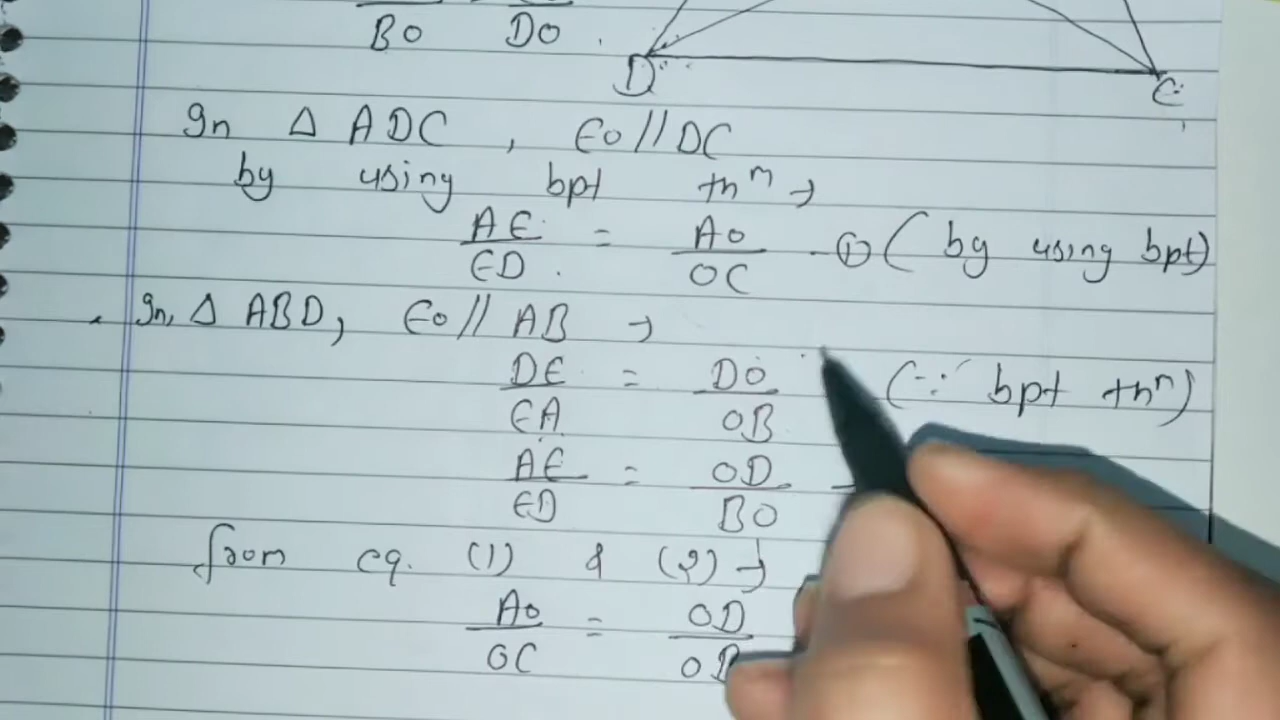 BO DO
D C
In Δ ADC , EO//DC
by using bpt thm →
AE/ED = AO/OC - ① (by using bpt)
In, Δ ABD, EO // AB →
DE/EA = DO/OB (∵ bpt thn)
AE/ED = OD/BO
from eq. (1) & (2) →
AO/OC = OD/OB